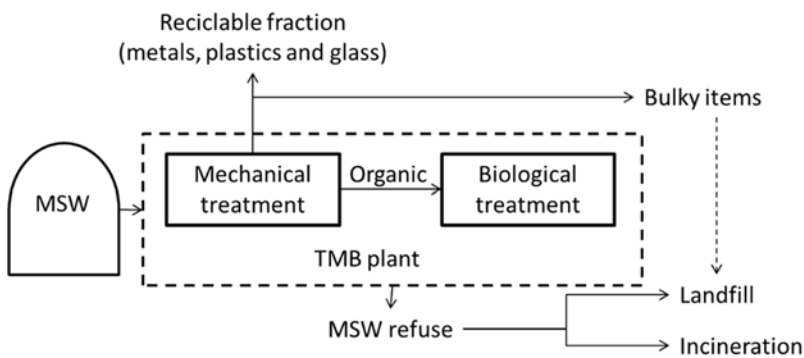 Reciclable fraction
(metals, plastics and glass)
Bulky items
MSW
Mechanical
treatment
Organic
Biological
treatment
TMB plant
MSW refuse
Landfill
Incineration